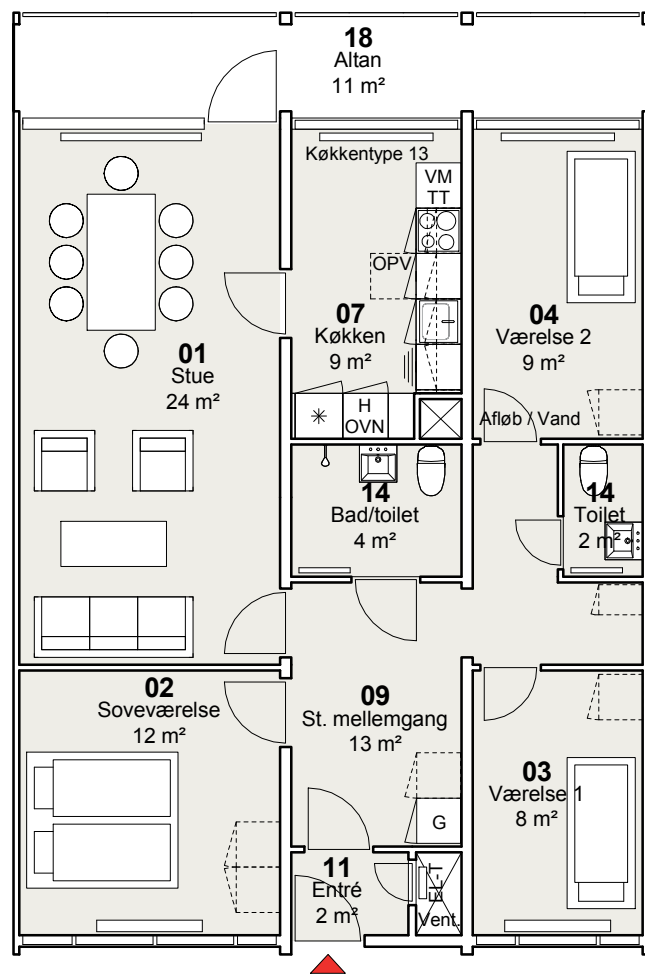 18
Altan
11 m²
Køkkentype 13
VM
TT
OPV
07
Køkken
9 m²
04
Værelse 2
9 m²
01
Stue
24 m²
H
OVN
Afløb / Vand
14
Bad/toilet
4 m²
14
Toilet
2 m²
02
Soveværelse
12 m²
09
St. mellemgang
13 m²
03
Værelse 1
8 m²
G
11
Entré
2 m²
EL-T
Vent.